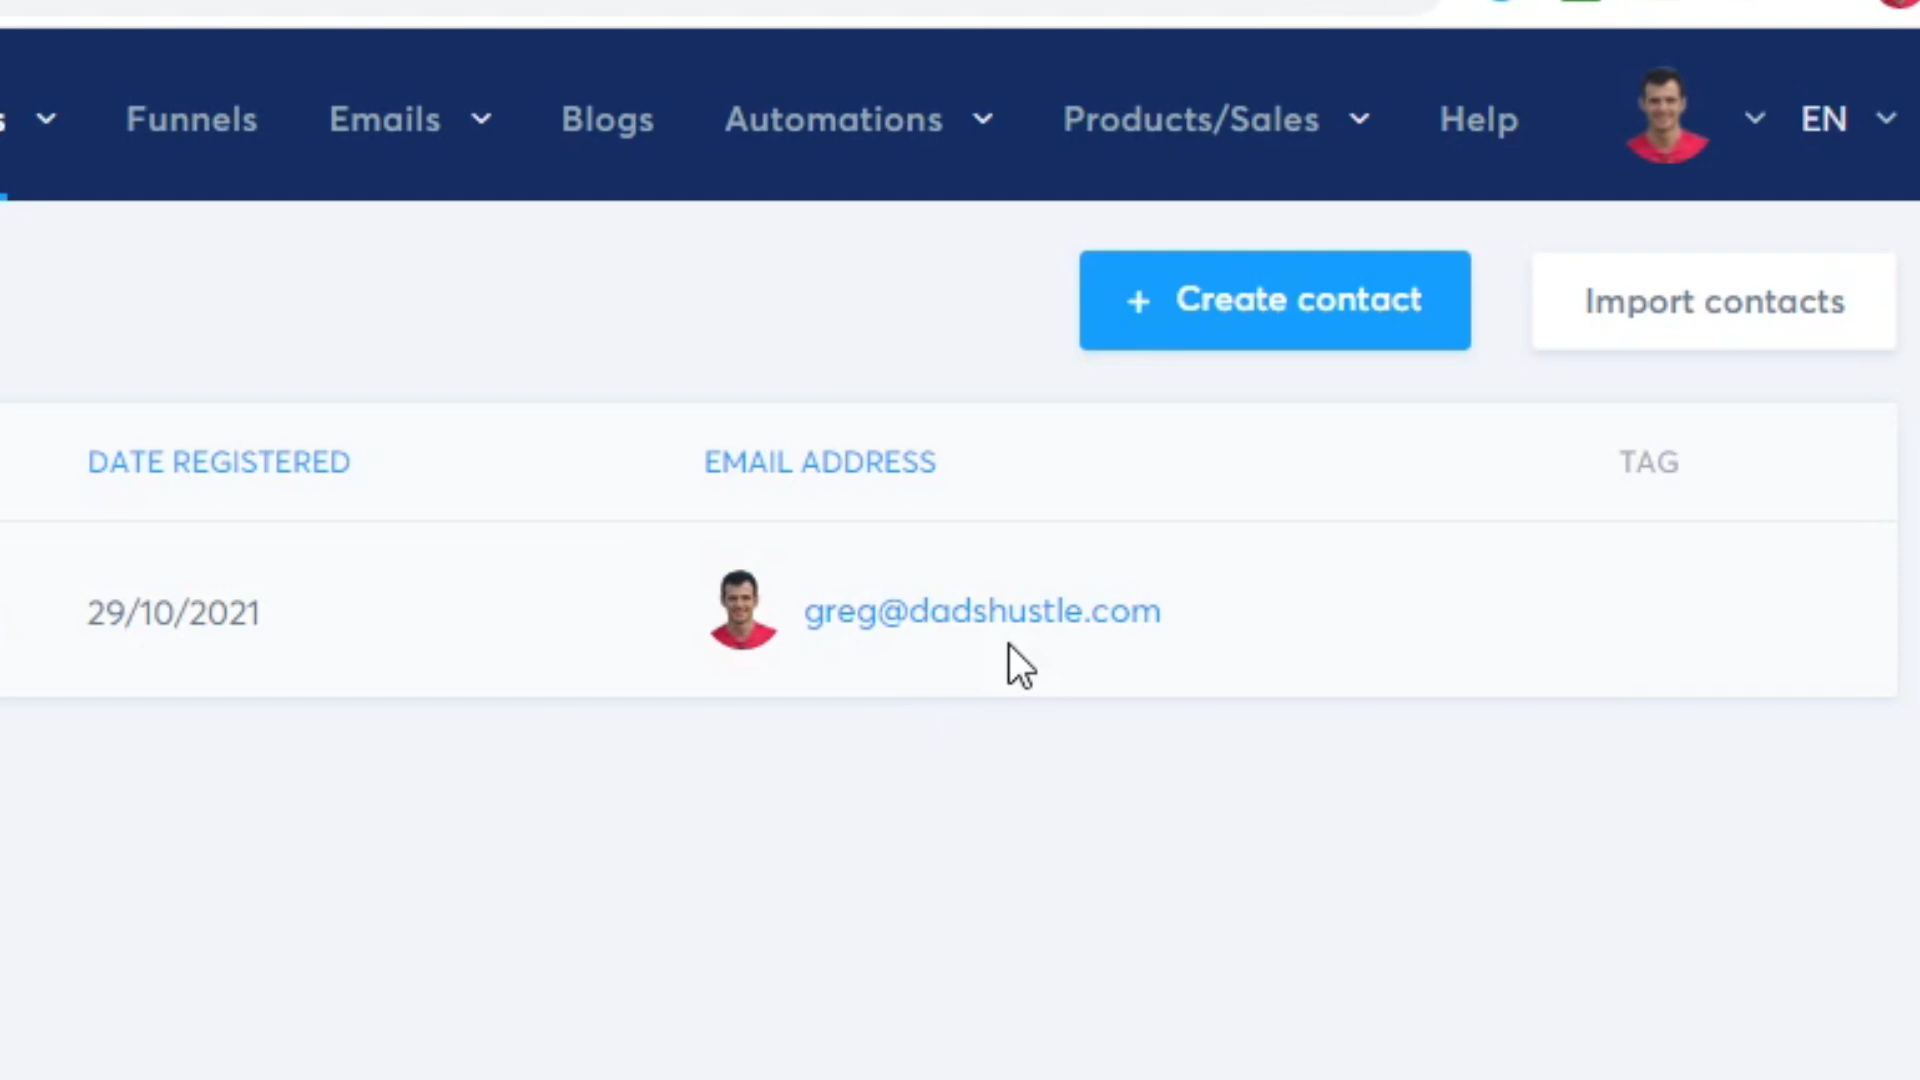 Funnels Emails Blogs Automations Products/Sales Help EN
+ Create contact Import contacts
DATE REGISTERED EMAIL ADDRESS TAG
29/10/2021 greg@dadshustle.com